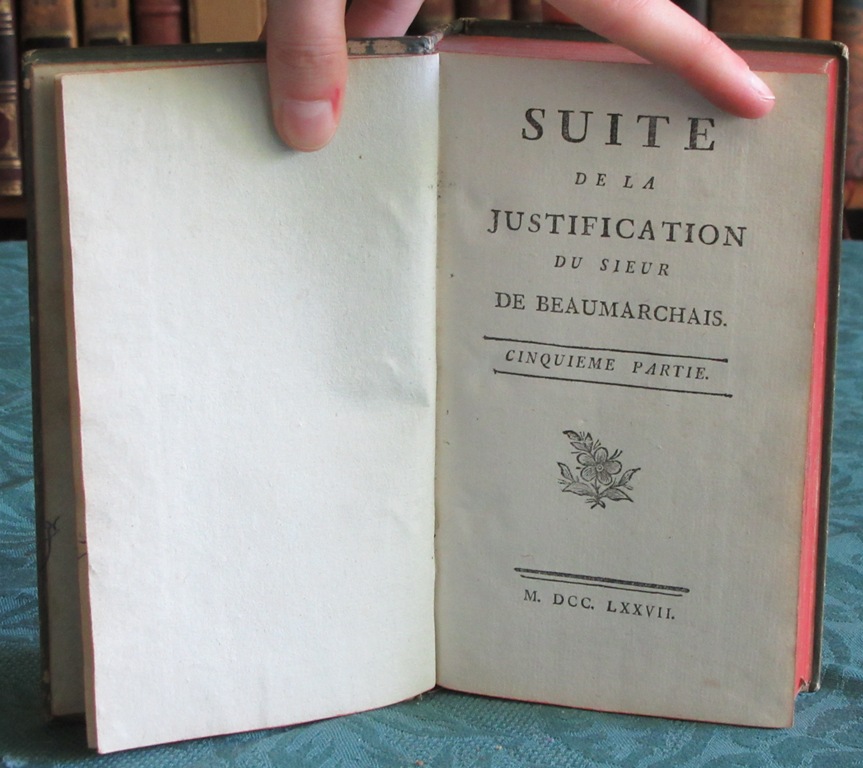 SUITE
DE LA
JUSTIFICATION
DU SIEUR
DE BEAUMARCHAIS.
CINQUIEME PARTIE.
M. DCC. LXXVII.